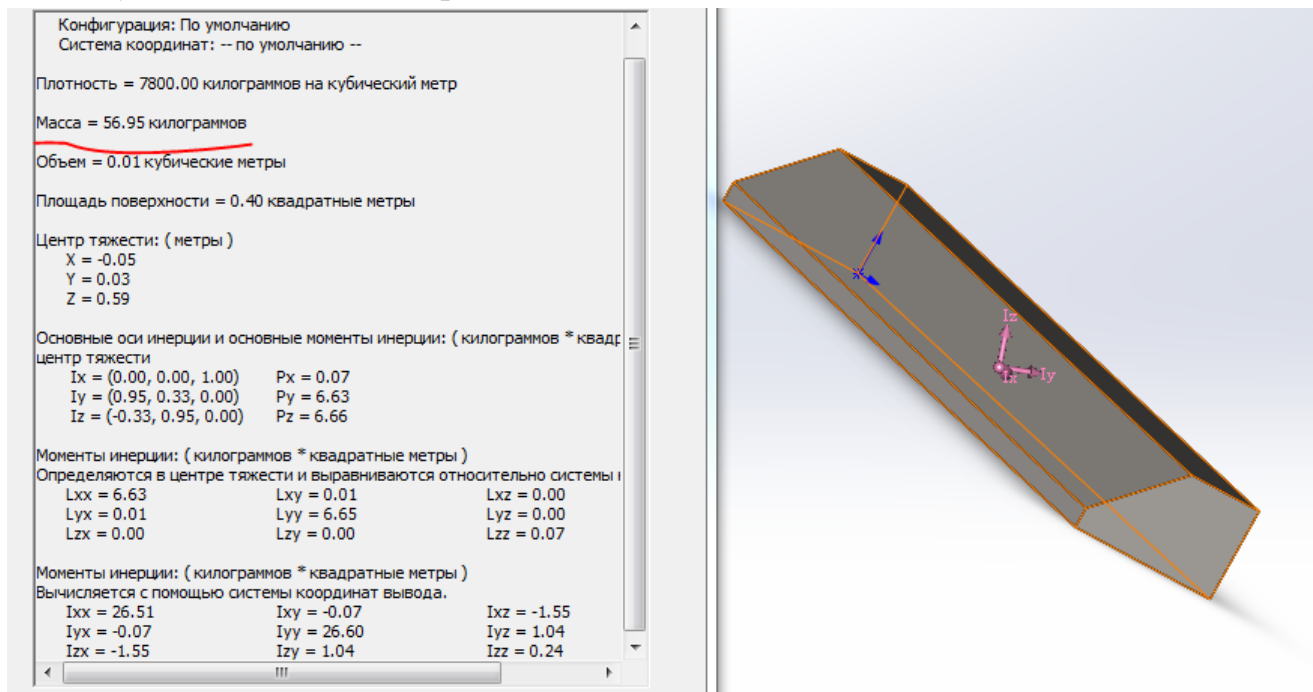 Конфигурация: По умолчанию
Система координат: -- по умолчанию --
Плотность = 7800.00 килограммов на кубический метр
Масса = 56.95 килограммов
Объем = 0.01 кубические метры
Площадь поверхности = 0.40 квадратные метры
Центр тяжести: ( метры )
X = -0.05
Y = 0.03
Z = 0.59
Основные оси инерции и основные моменты инерции: ( килограммов * квадр
центр тяжести
Ix = (0.00, 0.00, 1.00) Px = 0.07
Iy = (0.95, 0.33, 0.00) Py = 6.63
Iz = (-0.33, 0.95, 0.00) Pz = 6.66
Моменты инерции: ( килограммов * квадратные метры )
Определяются в центре тяжести и выравниваются относительно системы
Lxx = 6.63 Lxy = 0.01 Lxz = 0.00
Lyx = 0.01 Lyy = 6.65 Lyz = 0.00
Lzx = 0.00 Lzy = 0.00 Lzz = 0.07
Моменты инерции: ( килограммов * квадратные метры )
Вычисляется с помощью системы координат вывода.
Ixx = 26.51 Ixy = -0.07 Ixz = -1.55
Iyx = -0.07 Iyy = 26.60 Iyz = 1.04
Izx = -1.55 Izy = 1.04 Izz = 0.24
Iz
Ix Iy